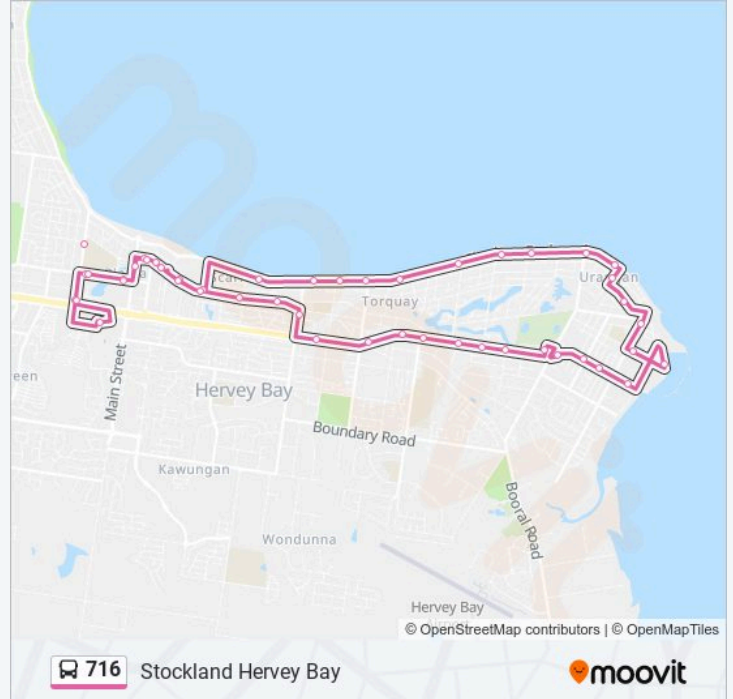 Torquay
een
Main Street
Hervey Bay
Boundary Road
Kawungan
Booral Road
Wondunna
Hervey Bay
© OpenStreetMap contributors | © OpenMapTiles
716 Stockland Hervey Bay
moovit